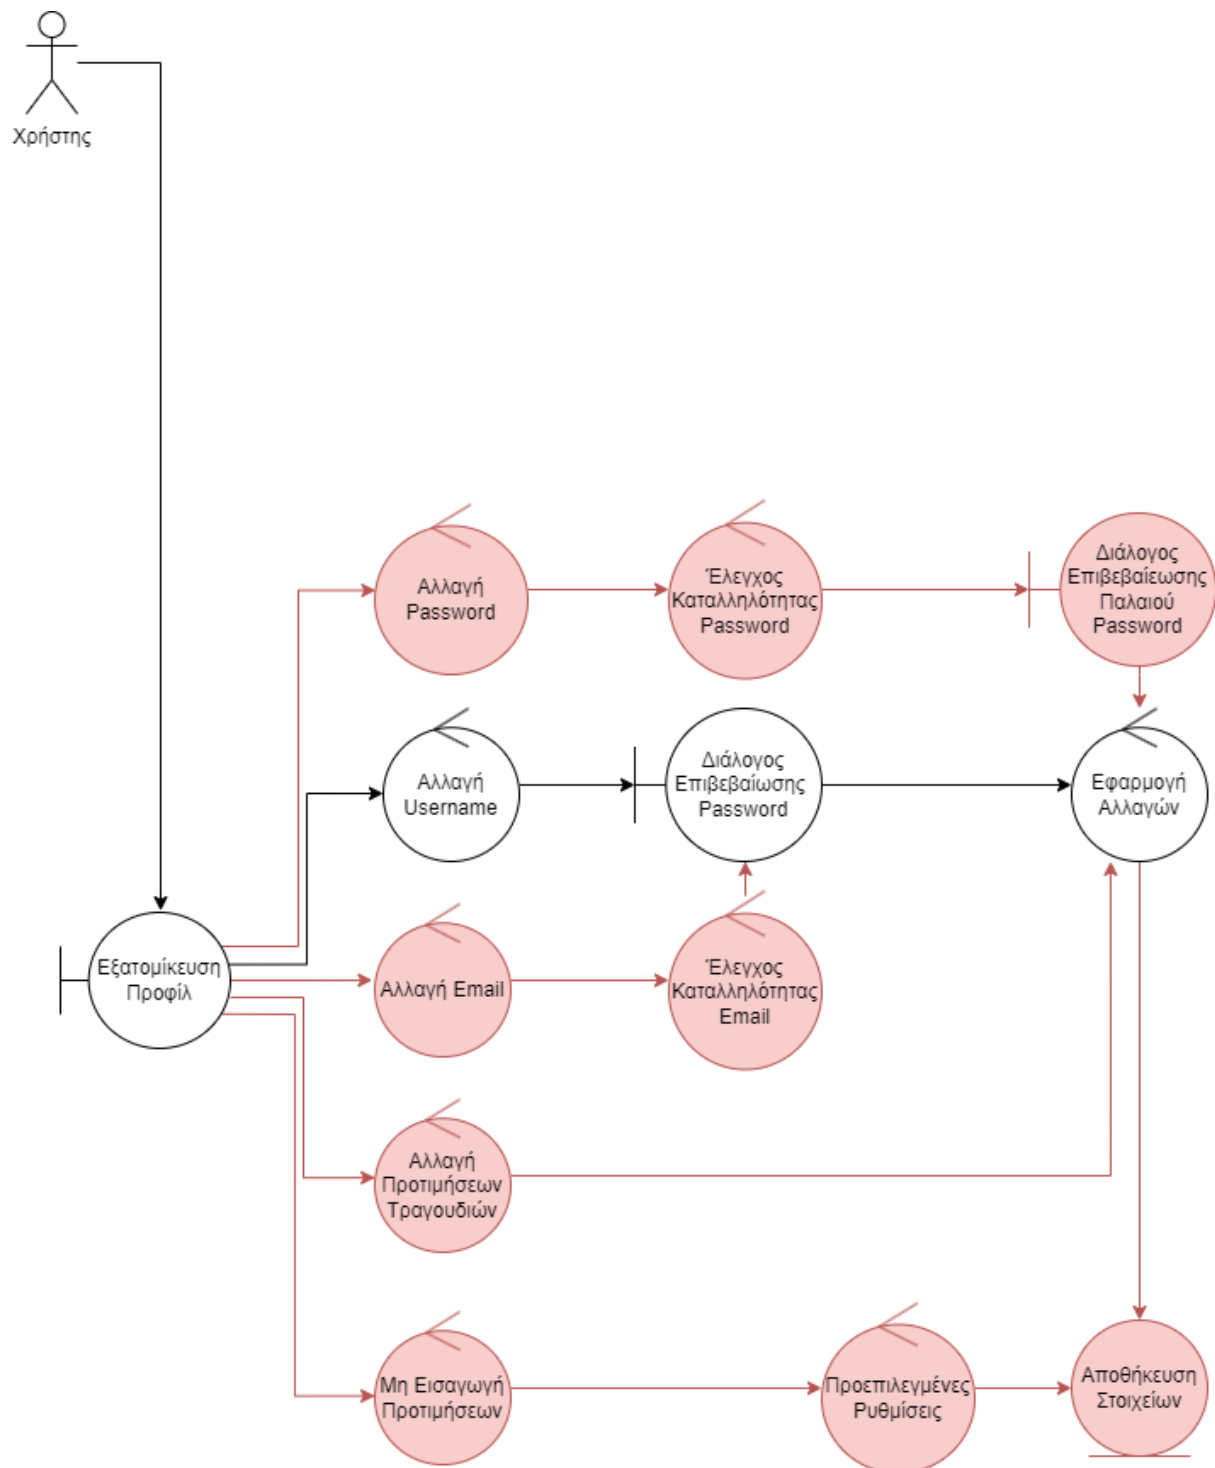 Χρήστης
Αλλαγή
Password
Έλεγχος
Καταλληλότητας
Password
Διάλογος
Επιβεβαίεωσης
Παλαιού
Password
Αλλαγή
Username
Διάλογος
Επιβεβαίωσης
Password
Εφαρμογή
Αλλαγών
Εξατομίκευση
Προφίλ
Αλλαγή Email
Έλεγχος
Καταλληλότητας
Email
Αλλαγή
Προτιμήσεων
Τραγουδιών
Μη Εισαγωγή
Προτιμήσεων
Προεπιλεγμένες
Ρυθμίσεις
Αποθήκευση
Στοιχείων